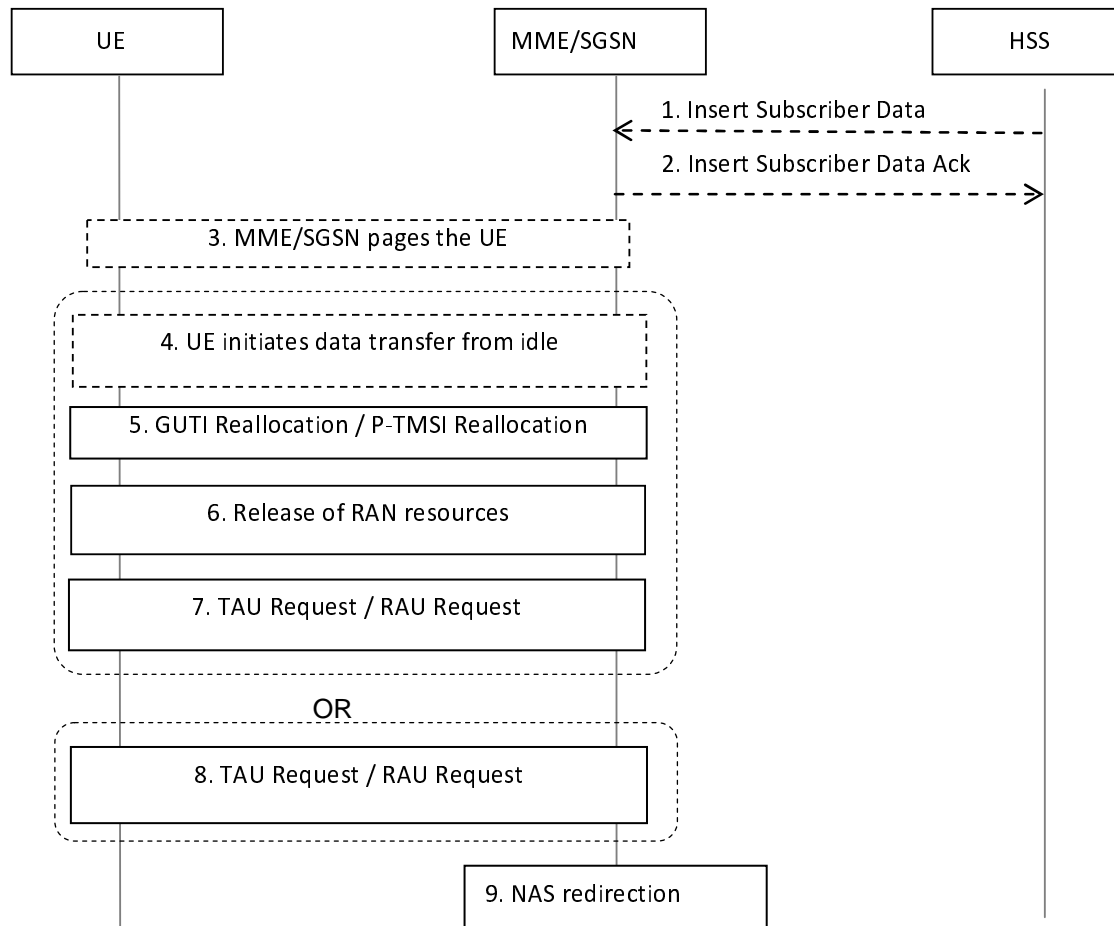 UE
MME/SGSN
HSS
1. Insert Subscriber Data
2. Insert Subscriber Data Ack
3. MME/SGSN pages the UE
4. UE initiates data transfer from idle
5. GUTI Reallocation / P-TMSI Reallocation
6. Release of RAN resources
7. TAU Request / RAU Request
OR
8. TAU Request / RAU Request
9. NAS redirection